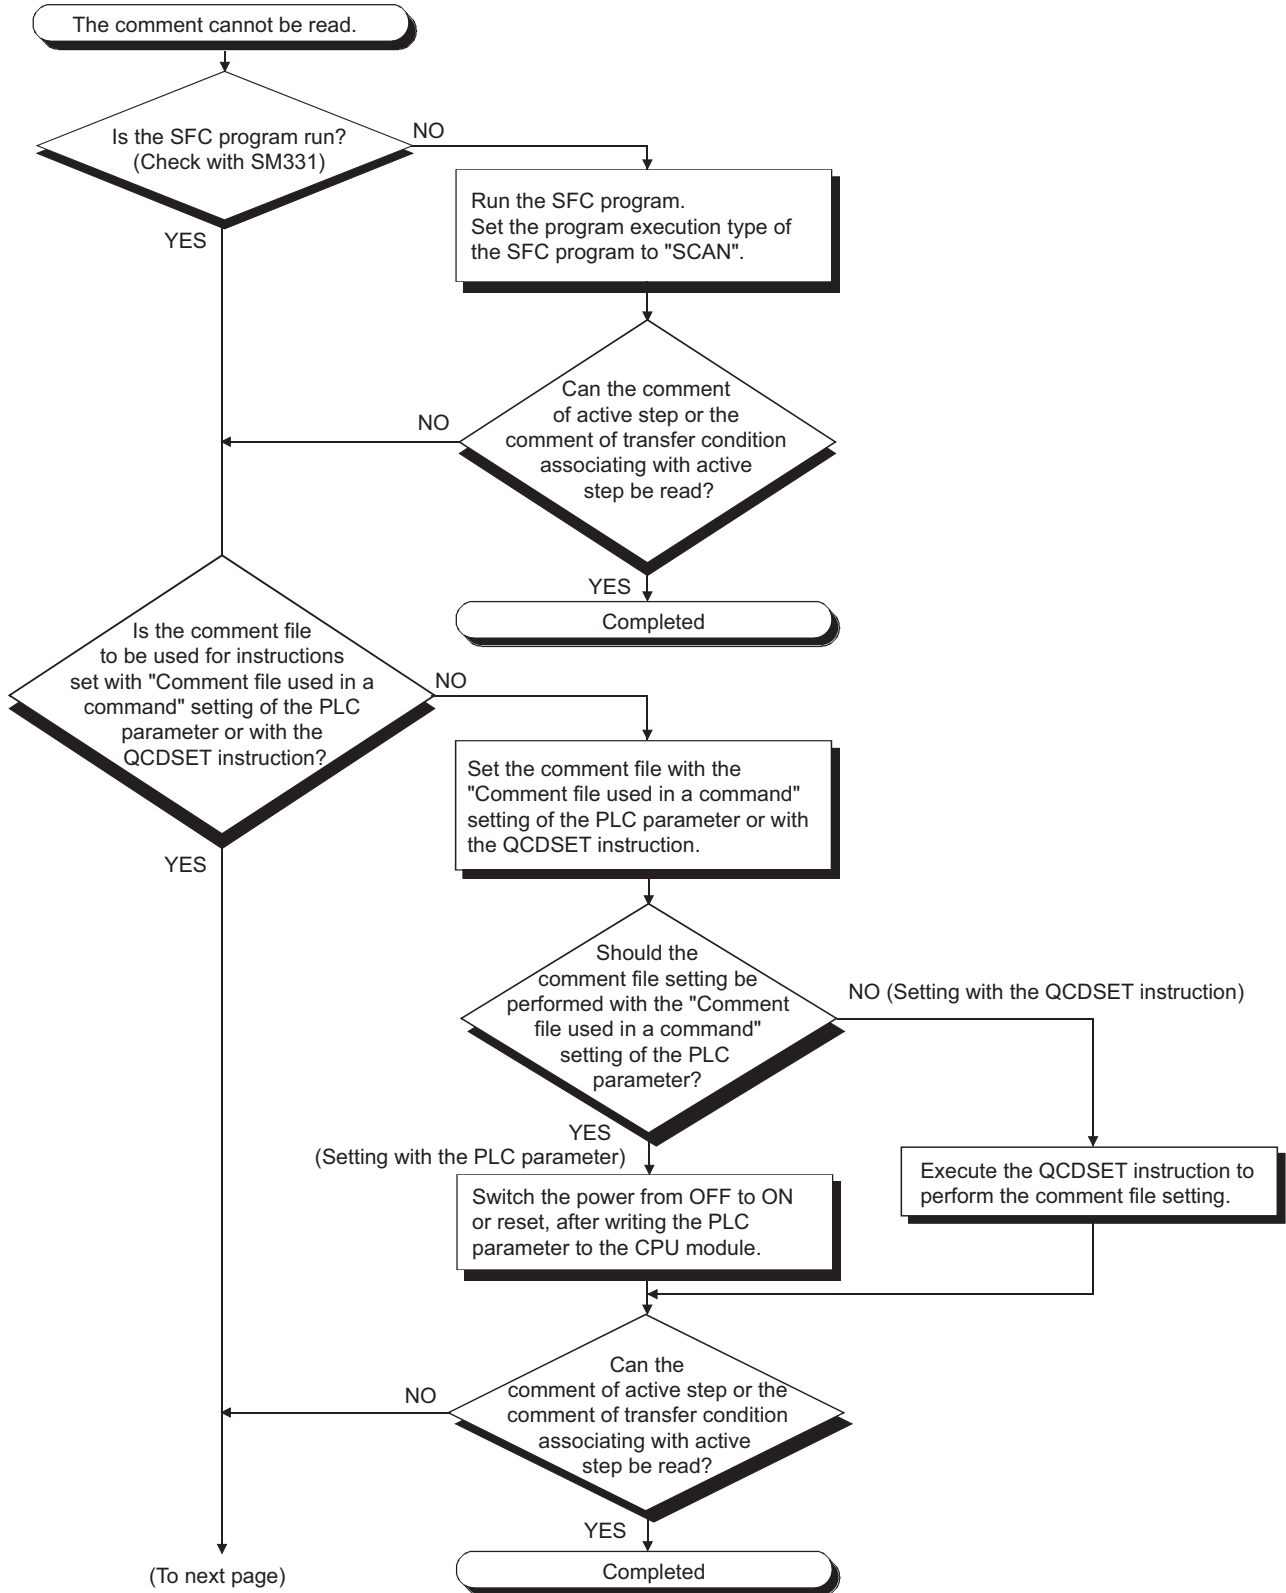 The comment cannot be read.
Is the SFC program run?
(Check with SM331)
NO
YES
Run the SFC program.
Set the program execution type of
the SFC program to "SCAN".
Can the comment
of active step or the
comment of transfer condition
associating with active
step be read?
NO
YES
Completed
Is the comment file
to be used for instructions
set with "Comment file used in a
command" setting of the PLC
parameter or with the
QCDSET instruction?
NO
YES
Set the comment file with the
"Comment file used in a command"
setting of the PLC parameter or with
the QCDSET instruction.
Should the
comment file setting be
performed with the "Comment
file used in a command"
setting of the PLC
parameter?
NO (Setting with the QCDSET instruction)
YES
(Setting with the PLC parameter)
Switch the power from OFF to ON
or reset, after writing the PLC
parameter to the CPU module.
Execute the QCDSET instruction to
perform the comment file setting.
Can the
comment of active step or the
comment of transfer condition
associating with active
step be read?
NO
YES
Completed
(To next page)